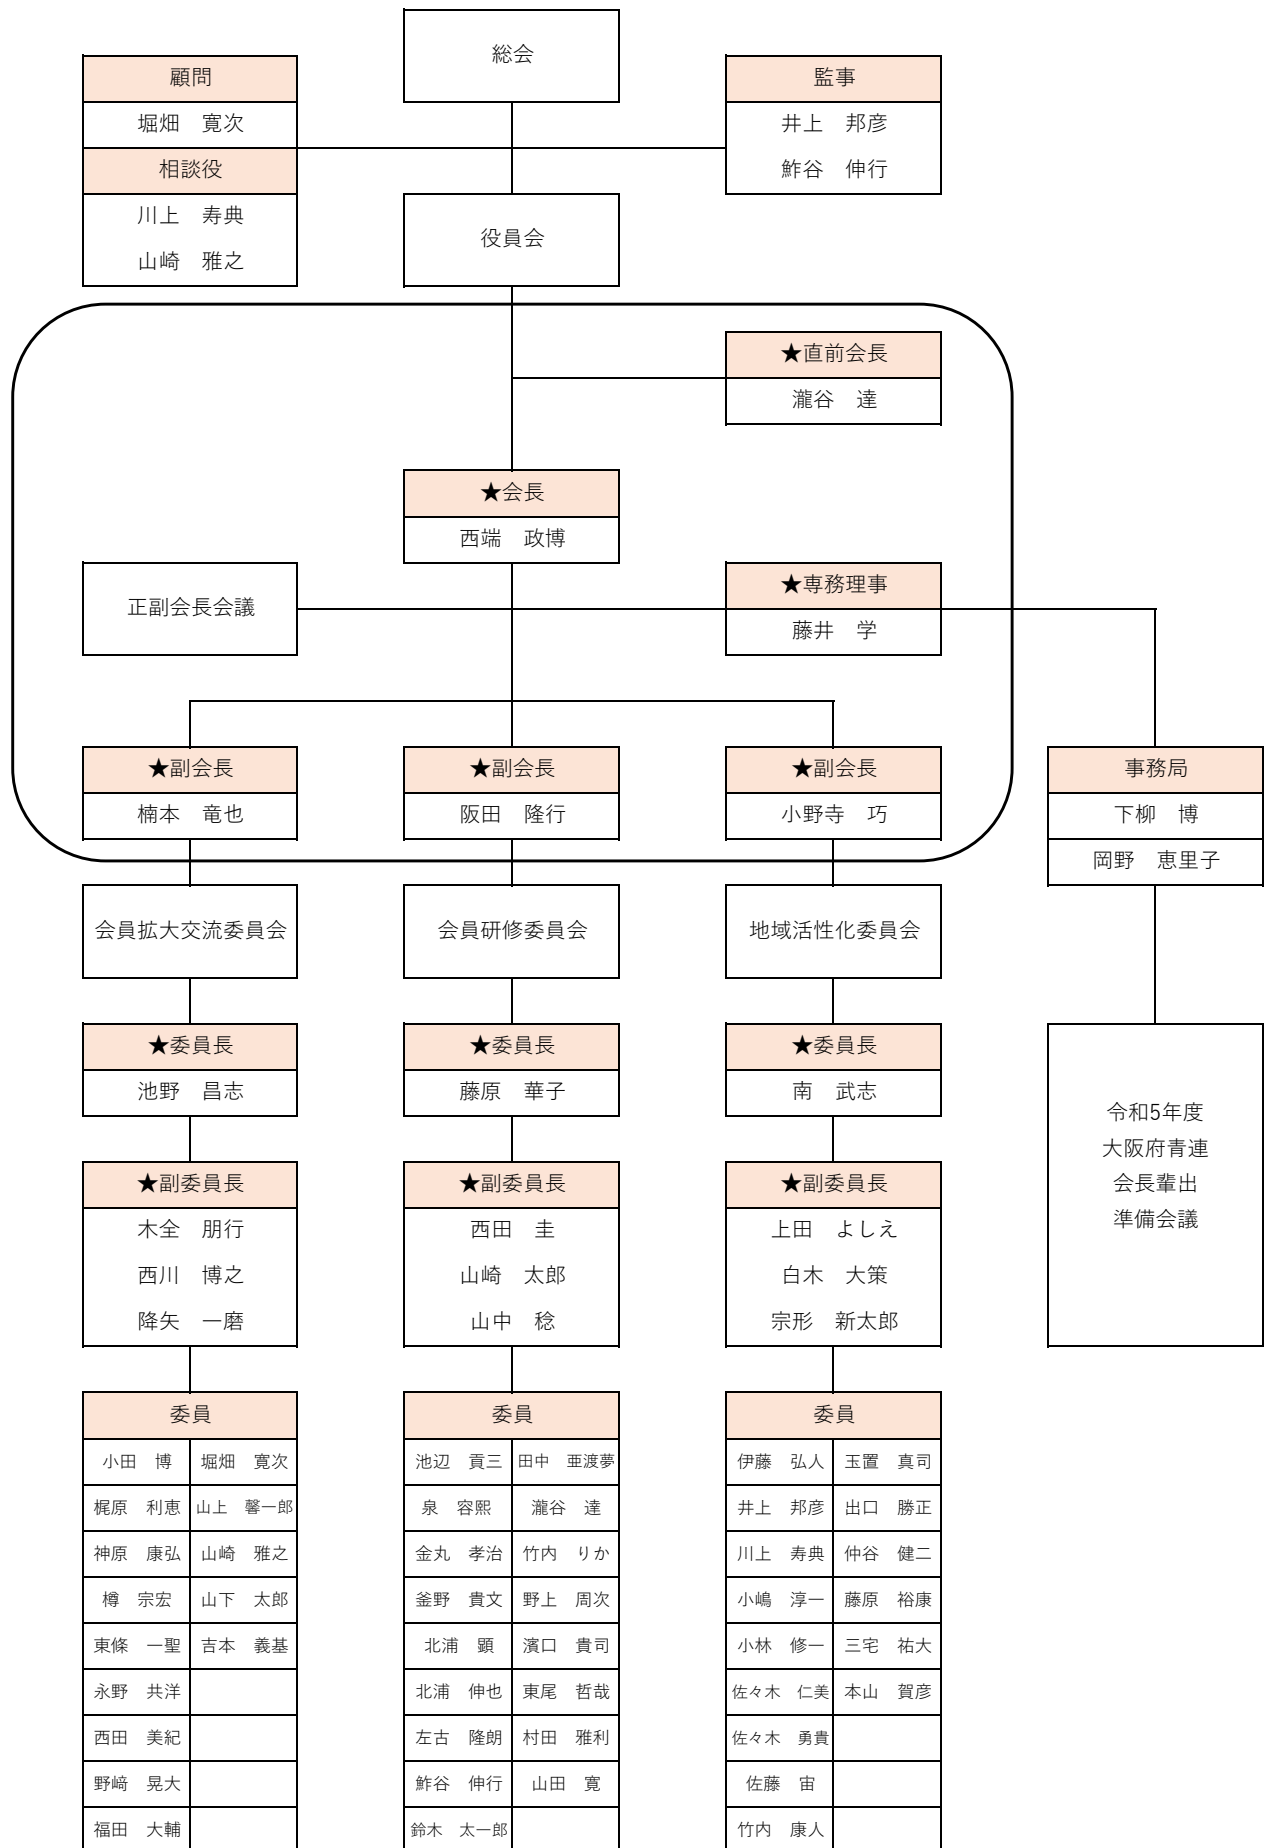 総会
顧問
堀畑　寛次
相談役
川上　寿典
山崎　雅之
監事
井上　邦彦
鮓谷　伸行
役員会
★直前会長
瀧谷　達
★会長
西端　政博
正副会長会議
★専務理事
藤井　学
★副会長
楠本　竜也
★副会長
阪田　隆行
★副会長
小野寺　巧
事務局
下柳　博
岡野　恵里子
会員拡大交流委員会
会員研修委員会
地域活性化委員会
★委員長
池野　昌志
★委員長
藤原　華子
★委員長
南　武志
令和5年度
大阪府青連
会長輩出
準備会議
★副委員長
木全　朋行
西川　博之
降矢　一磨
★副委員長
西田　圭
山崎　太郎
山中　稔
★副委員長
上田　よしえ
白木　大策
宗形　新太郎
委員
小田　博　堀畑　寛次
梶原　利恵　山上　馨一郎
神原　康弘　山崎　雅之
樽　宗宏　山下　太郎
東條　一聖　吉本　義基
永野　共洋
西田　美紀
野﨑　晃大
福田　大輔
委員
池辺　貢三　田中　亜渡夢
泉　容熙　瀧谷　達
金丸　孝治　竹内　りか
釜野　貴文　野上　周次
北浦　顕　濱口　貴司
北浦　伸也　東尾　哲哉
左古　隆朗　村田　雅利
鮓谷　伸行　山田　寛
鈴木　太一郎
委員
伊藤　弘人　玉置　真司
井上　邦彦　出口　勝正
川上　寿典　仲谷　健二
小嶋　淳一　藤原　裕康
小林　修一　三宅　祐大
佐々木　仁美　本山　賀彦
佐々木　勇貴
佐藤　宙
竹内　康人